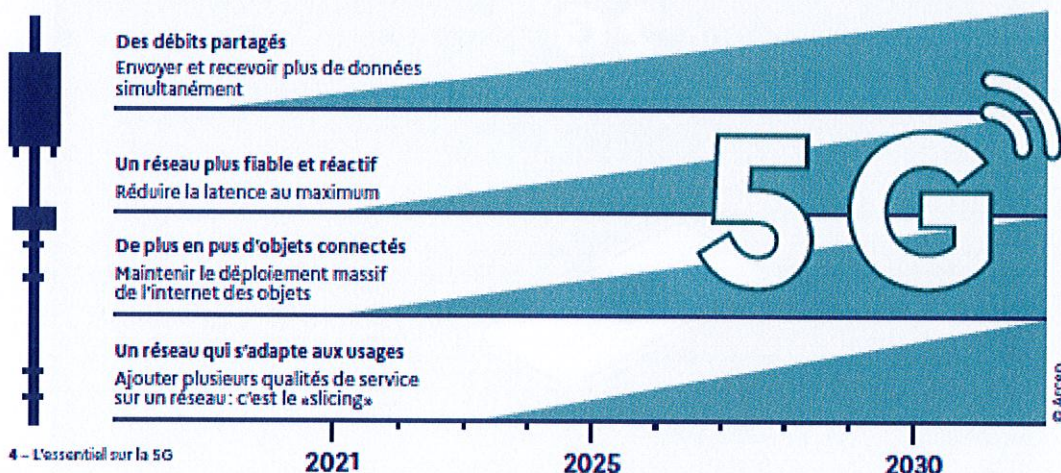 Des débits partagés
Envoyer et recevoir plus de données
simultanément
Un réseau plus fiable et réactif
Réduire la latence au maximum
De plus en pus d'objets connectés
Maintenir le déploiement massif
de l'internet des objets
Un réseau qui s'adapte aux usages
Ajouter plusieurs qualités de service
sur un réseau : c'est le «slicing»
5G
© Arcep
4 – L'essentiel sur la 5G
2021
2025
2030